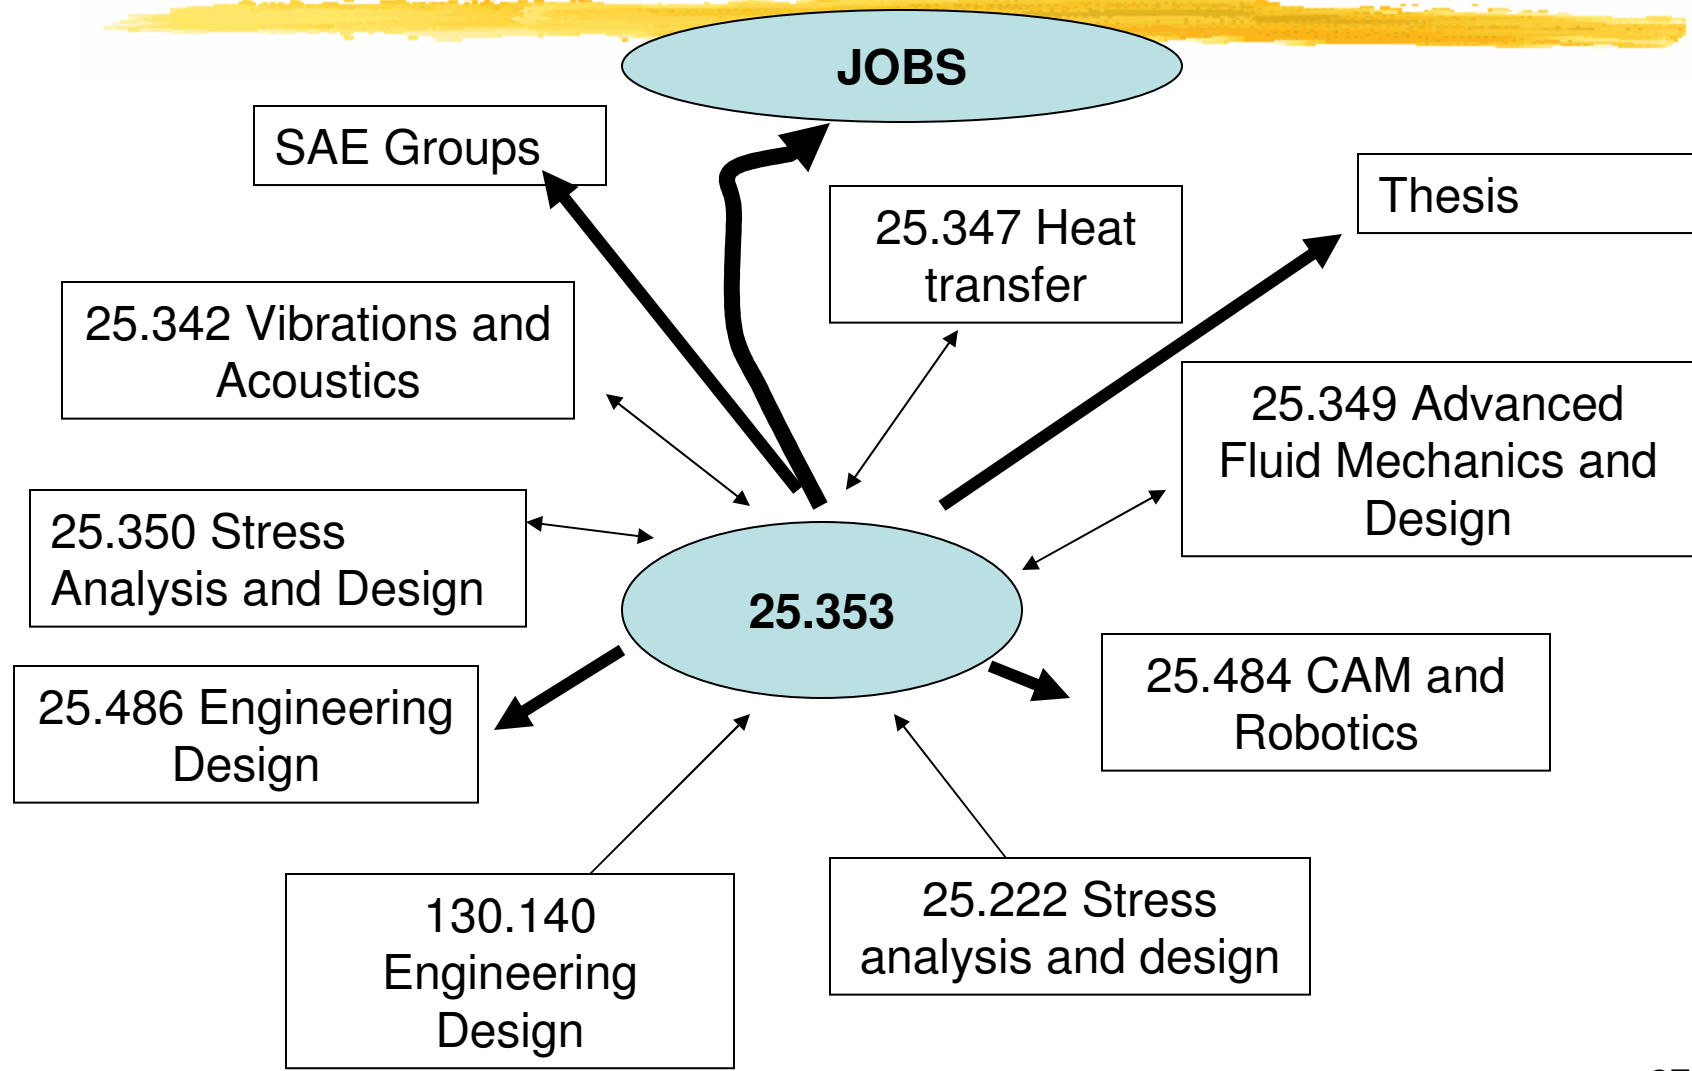 JOBS
SAE Groups
Thesis
25.347 Heat
transfer
25.342 Vibrations and
Acoustics
25.349 Advanced
Fluid Mechanics and
Design
25.350 Stress
Analysis and Design
25.353
25.484 CAM and
Robotics
25.486 Engineering
Design
130.140
Engineering
Design
25.222 Stress
analysis and design